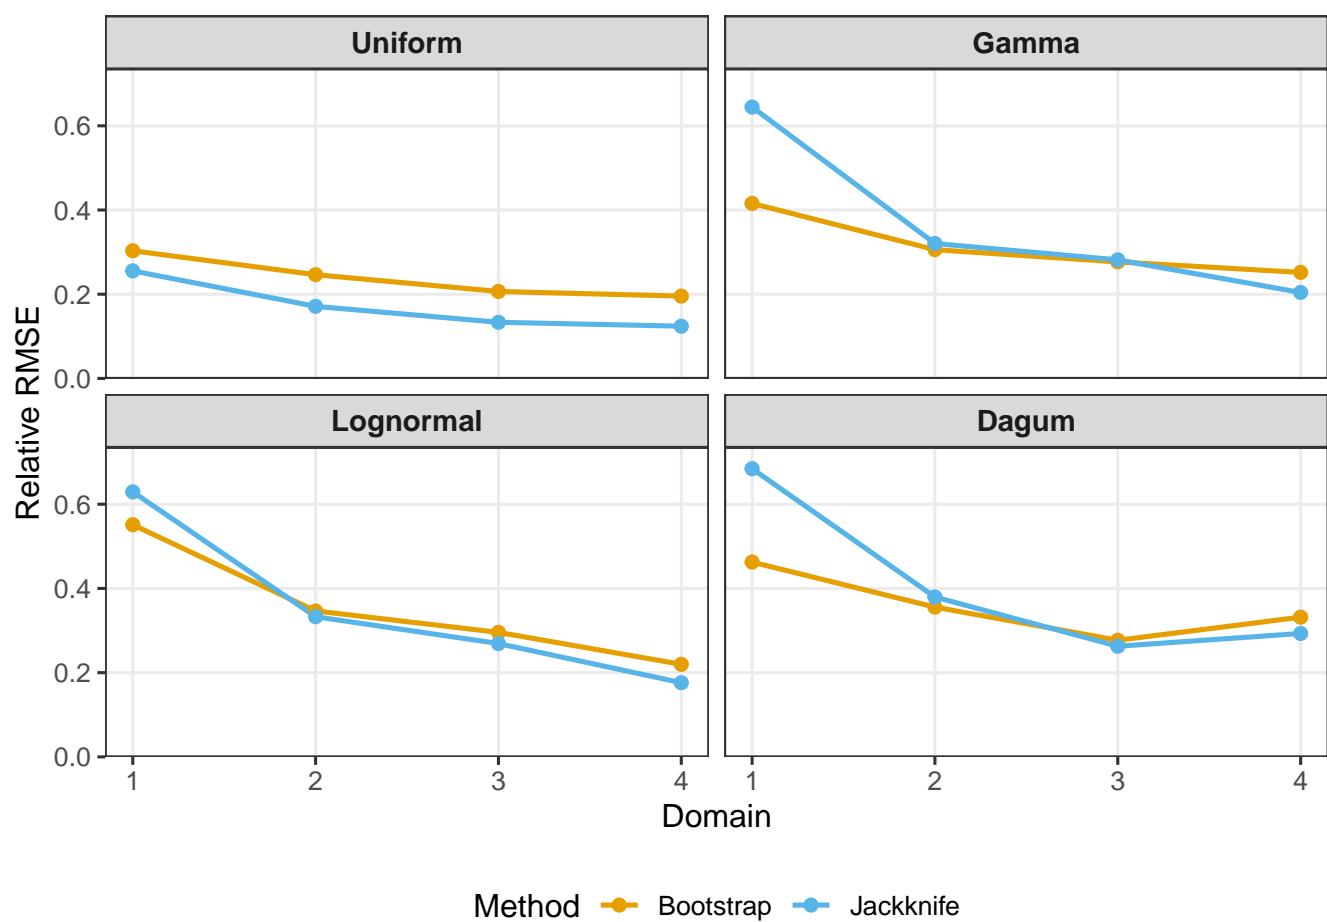 Uniform
Gamma
0.6
0.4
0.2
0.0
Lognormal
Dagum
0.6
0.4
0.2
0.0
Relative RMSE
1 2 3 4 1 2 3 4
Domain
Method Bootstrap Jackknife